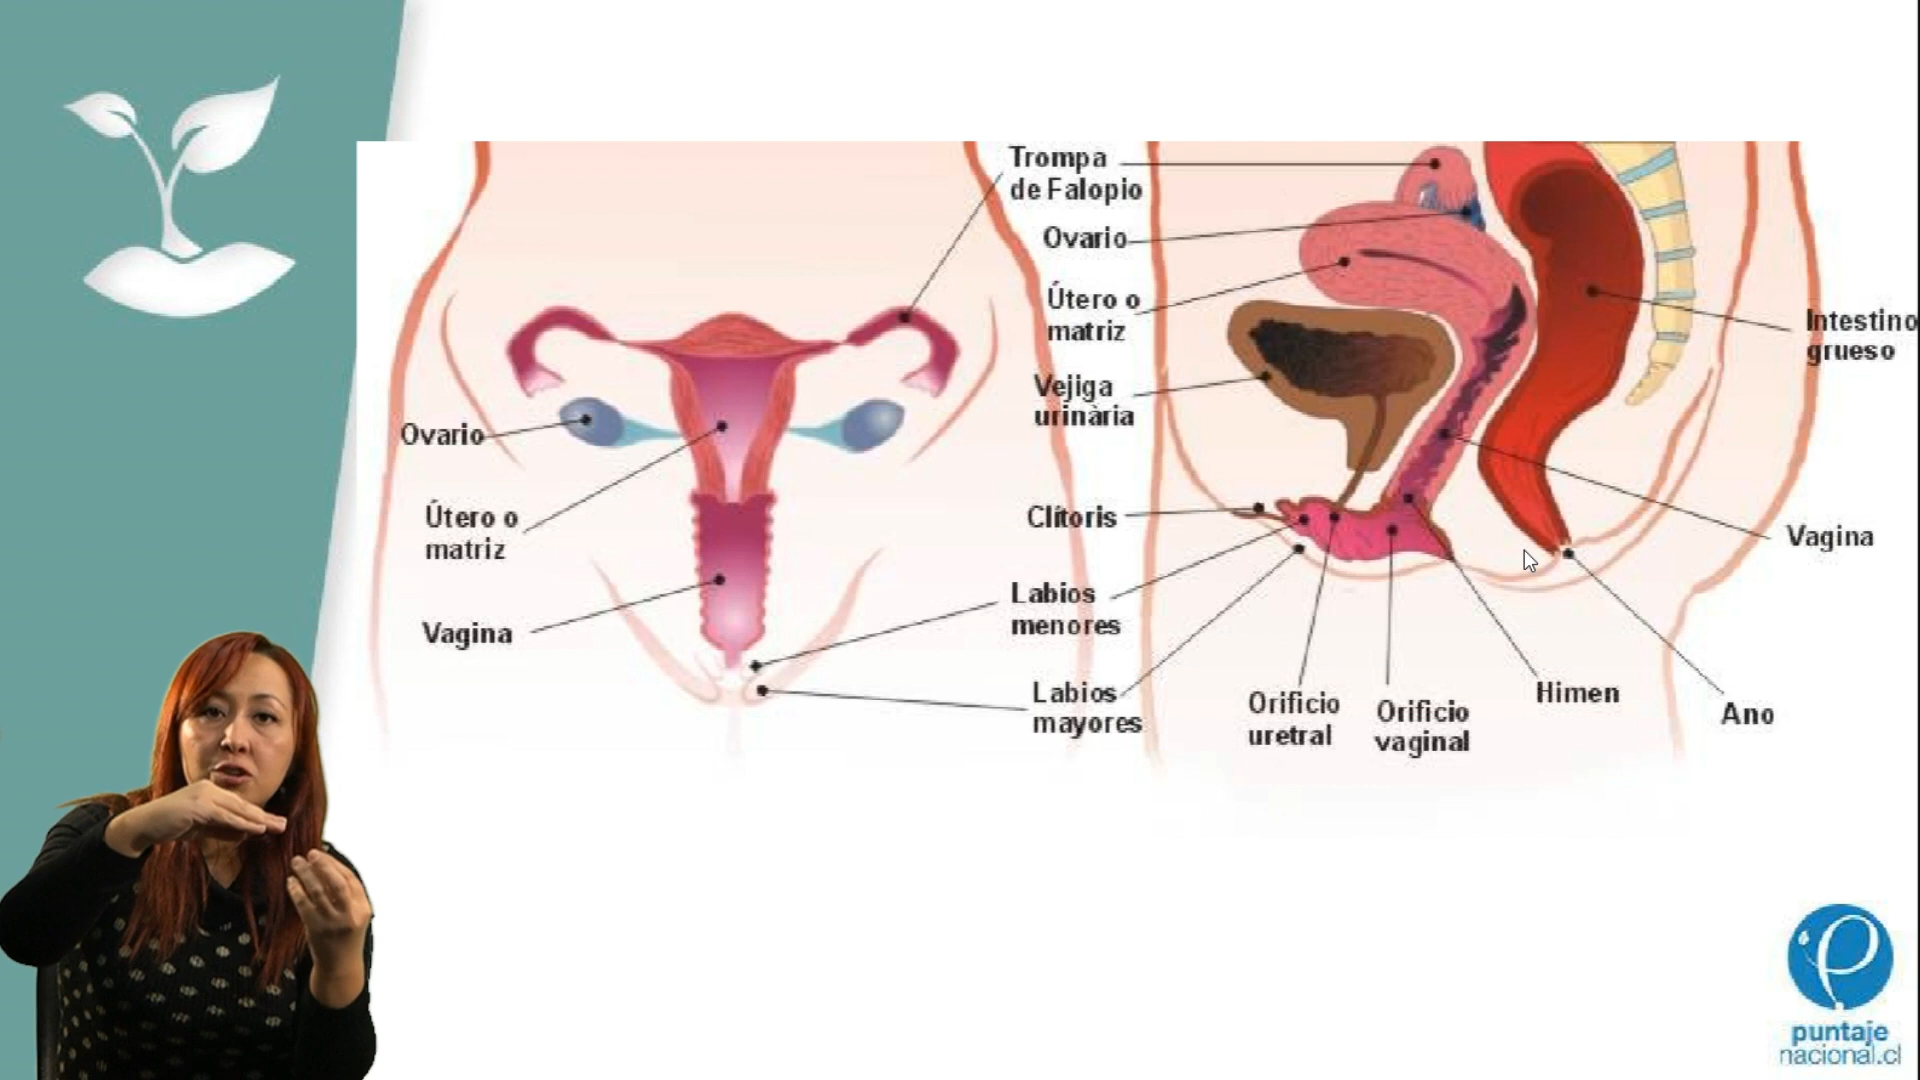 Trompa
de Falopio
Ovario
Útero o
matriz
Vejiga
urinària
Clítoris
Labios
menores
Labios
mayores
Ovario
Útero o
matriz
Vagina
Intestino
grueso
Vagina
Orificio
uretral
Orificio
vaginal
Himen
Ano
puntaje
nacional.cl